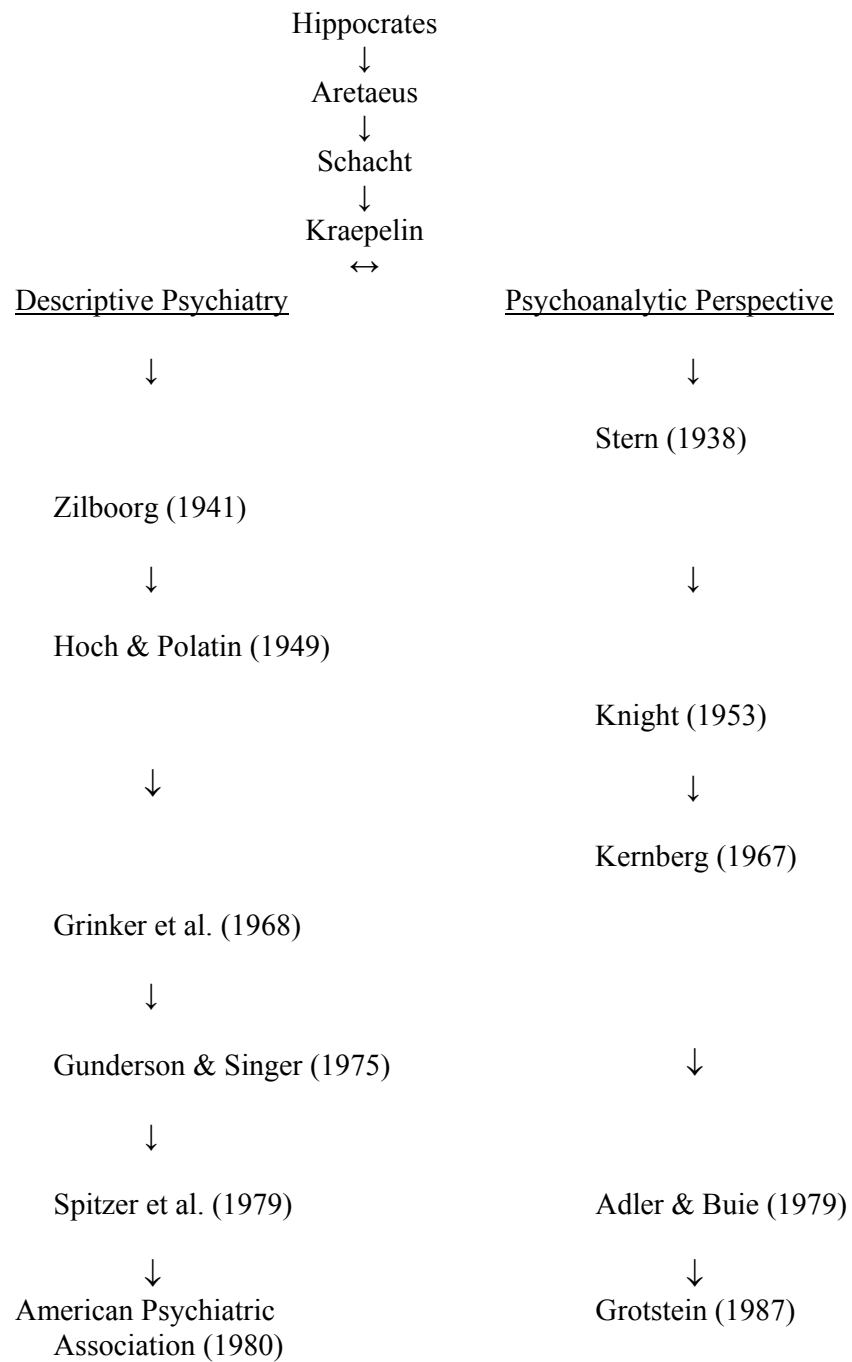 Hippocrates
↓
Aretaeus
↓
Schacht
↓
Kraepelin
↔
Descriptive Psychiatry Psychoanalytic Perspective
↓ ↓
Stern (1938)
Zilboorg (1941)
↓ ↓
Hoch & Polatin (1949)
Knight (1953)
↓ ↓
Kernberg (1967)
Grinker et al. (1968)
↓
Gunderson & Singer (1975) ↓
↓
Spitzer et al. (1979) Adler & Buie (1979)
↓ ↓
American Psychiatric Grotstein (1987)
Association (1980)